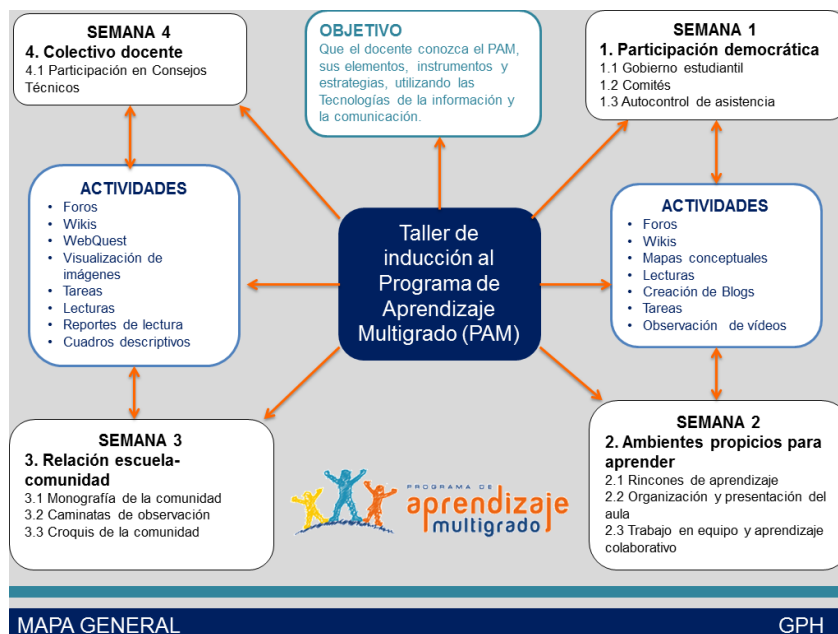 SEMANA 4
4. Colectivo docente
4.1 Participación en Consejos
Técnicos
OBJETIVO
Que el docente conozca el PAM,
sus elementos, instrumentos y
estrategias, utilizando las
Tecnologías de la información y
la comunicación.
SEMANA 1
1. Participación democrática
1.1 Gobierno estudiantil
1.2 Comités
1.3 Autocontrol de asistencia
ACTIVIDADES
• Foros
• Wikis
• WebQuest
• Visualización de
imágenes
• Tareas
• Lecturas
• Reportes de lectura
• Cuadros descriptivos
Taller de
inducción al
Programa de
Aprendizaje
Multigrado (PAM)
ACTIVIDADES
• Foros
• Wikis
• Mapas conceptuales
• Lecturas
• Creación de Blogs
• Tareas
• Observación de vídeos
SEMANA 3
3. Relación escuela-
comunidad
3.1 Monografía de la comunidad
3.2 Caminatas de observación
3.3 Croquis de la comunidad
PROGRAMA DE
aprendizaje
multigrado
SEMANA 2
2. Ambientes propicios para
aprender
2.1 Rincones de aprendizaje
2.2 Organización y presentación del
aula
2.3 Trabajo en equipo y aprendizaje
colaborativo
MAPA GENERAL
GPH